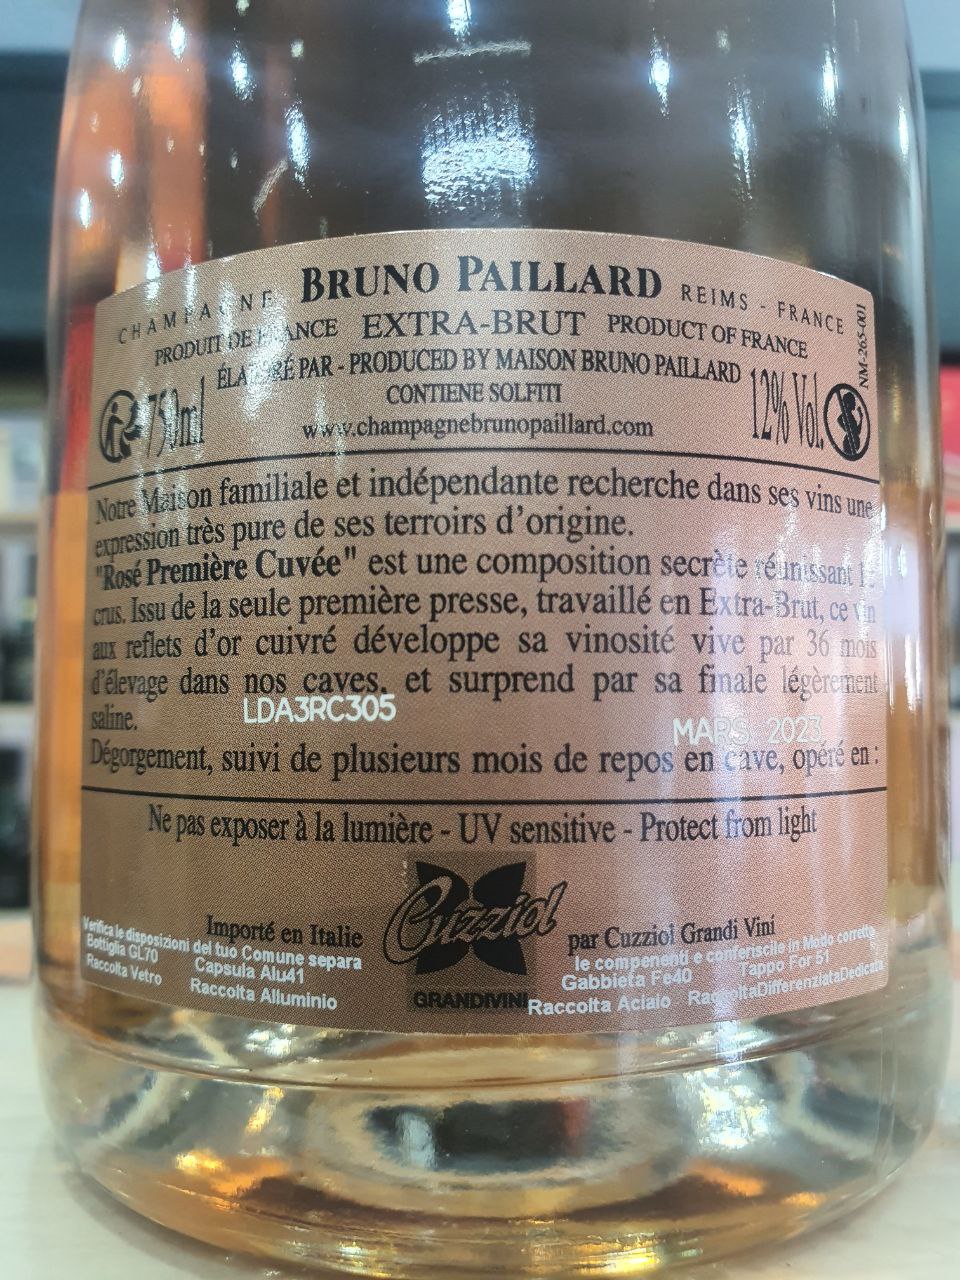 CHAMPAGNE BRUNO PAILLARD REIMS - FRANCE
PRODUIT DE FRANCE EXTRA-BRUT PRODUCT OF FRANCE
ÉLABORÉ PAR - PRODUCED BY MAISON BRUNO PAILLARD
NM-265-001
750ml CONTIENE SOLFITI 12% Vol.
www.champagnebrunopaillard.com
Notre Maison familiale et indépendante recherche dans ses vins une
expression très pure de ses terroirs d'origine.
"Rosé Première Cuvée" est une composition secrète réunissant
crus. Issu de la seule première presse, travaillé en Extra-Brut, ce vin
aux reflets d'or cuivré développe sa vinosité vive par 36 mois
d'élevage dans nos caves, et surprend par sa finale légèrement
saline.
LDA3RC305
MARS 2023
Dégorgement, suivi de plusieurs mois de repos en cave, opéré en :
Ne pas exposer à la lumière - UV sensitive - Protect from light
Importé en Italie Cuzziol par Cuzziol Grandi Vini
GRANDIVINI
Verifica le disposizioni del tuo Comune separa le componenti e conferiscile in Modo corretto
Bottiglia GL70 Capsula Alu41 Gabbieta Fe40 Tappo For 51
Raccolta Vetro Raccolta Alluminio Raccolta Aciaio RaccoltaDifferenziataDedicata